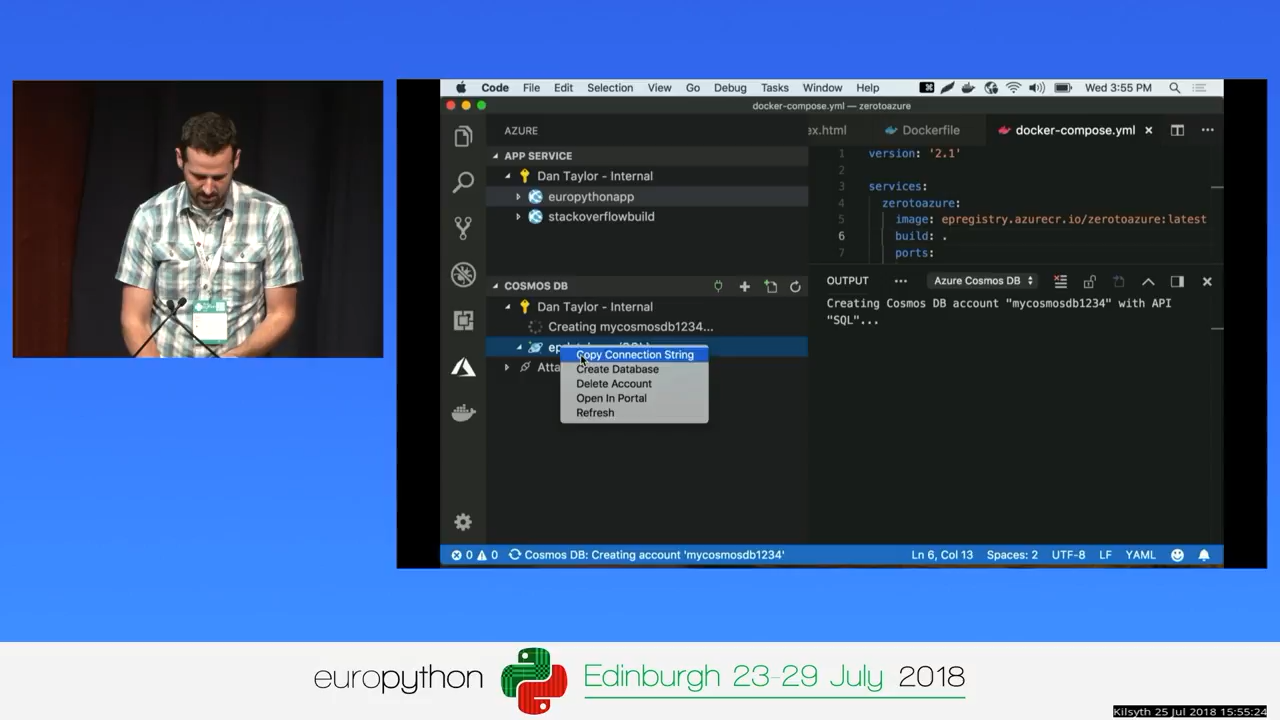 Code File Edit Selection View Go Debug Tasks Window Help Wed 3:55 PM
docker-compose.yml — zerotoazure
AZURE
APP SERVICE
Dan Taylor - Internal
europythonapp
stackoverflowbuild
COSMOS DB
Dan Taylor - Internal
Creating mycosmosdb1234...
Copy Connection String
Create Database
Delete Account
Open In Portal
Refresh
ex.html Dockerfile docker-compose.yml
1 version: '2.1'
2
3 services:
4 zerotoazure:
5 image: epregistry.azurecr.io/zerotoazure:latest
6 build: .
7 ports:
OUTPUT ... Azure Cosmos DB
Creating Cosmos DB account "mycosmosdb1234" with API
"SQL"...
0 0 Cosmos DB: Creating account 'mycosmosdb1234' Ln 6, Col 13 Spaces: 2 UTF-8 LF YAML
europython Edinburgh 23-29 July 2018
Kilsyth 25 Jul 2018 15:55:24